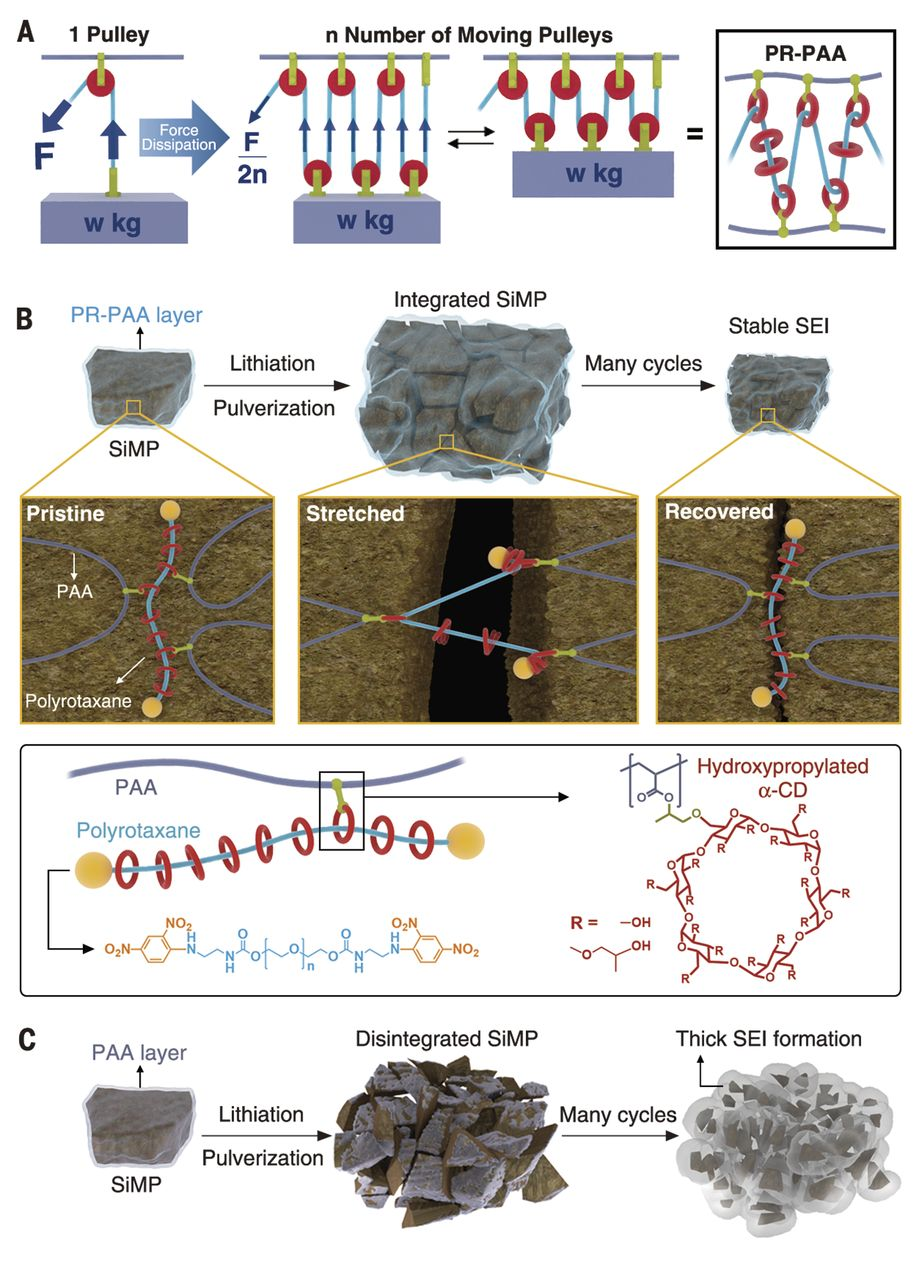 A
1 Pulley
n Number of Moving Pulleys
F
Force
Dissipation
F
2n
w kg
w kg
w kg
=
PR-PAA
B
PR-PAA layer
SiMP
Lithiation
Pulverization
Integrated SiMP
Many cycles
Stable SEI
Pristine
PAA
Polyrotaxane
Stretched
Recovered
PAA
Polyrotaxane
O2N
NO2
H
N
N
H
O
O
O
n
O
O
H
N
N
H
O2N
NO2
Hydroxypropylated
α-CD
O
O
O
O
O
O
O
O
O
O
O
O
O
O
R
R
R
R
R
R
R
R
R
R
R
R
R = –OH
O
OH
C
PAA layer
SiMP
Lithiation
Pulverization
Disintegrated SiMP
Many cycles
Thick SEI formation